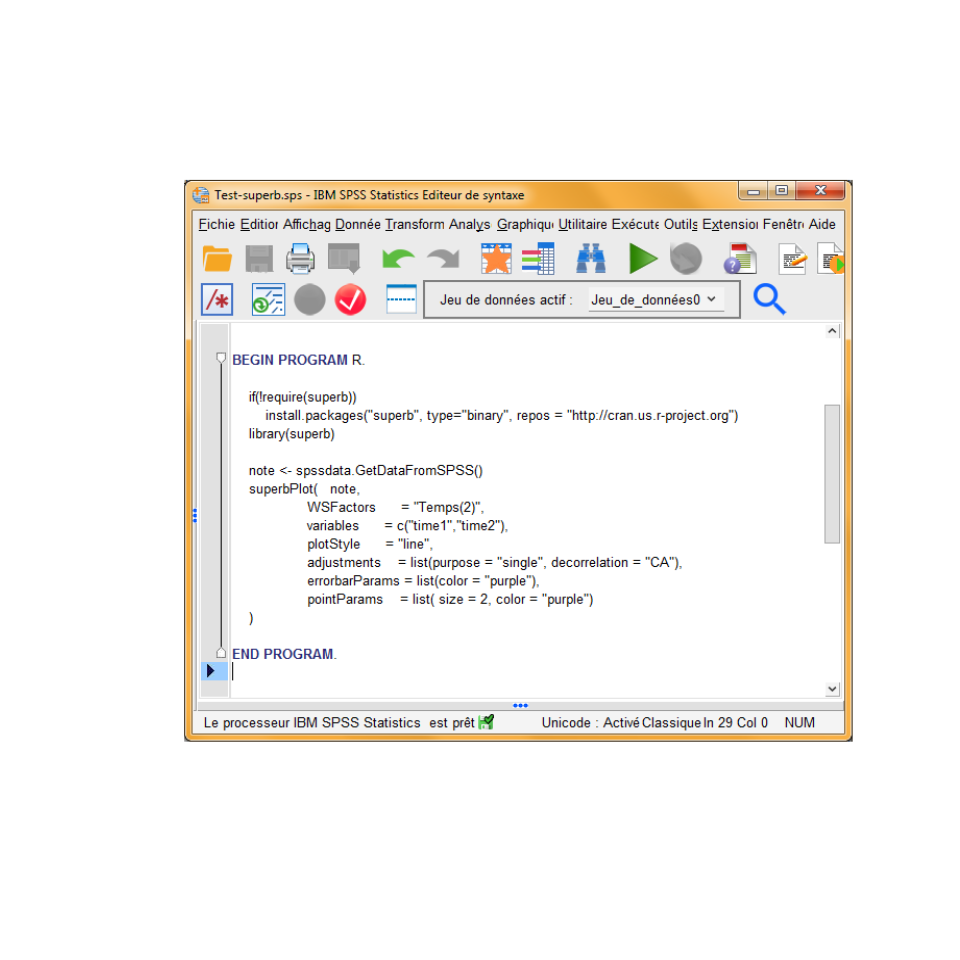 Test-superb.sps - IBM SPSS Statistics Editeur de syntaxe
Fichie Edition Affichag Donnée Transform Analys Graphiqu Utilitaire Exécute Outils Extension Fenêtr Aide
/* Jeu de données actif : Jeu_de_données0
BEGIN PROGRAM R.
if(!require(superb))
install.packages("superb", type="binary", repos = "http://cran.us.r-project.org")
library(superb)
note <- spssdata.GetDataFromSPSS()
superbPlot( note,
WSFactors = "Temps(2)",
variables = c("time1","time2"),
plotStyle = "line",
adjustments = list(purpose = "single", decorrelation = "CA"),
errorbarParams = list(color = "purple"),
pointParams = list( size = 2, color = "purple")
)
END PROGRAM.
Le processeur IBM SPSS Statistics est prêt Unicode : Activé Classique ln 29 Col 0 NUM